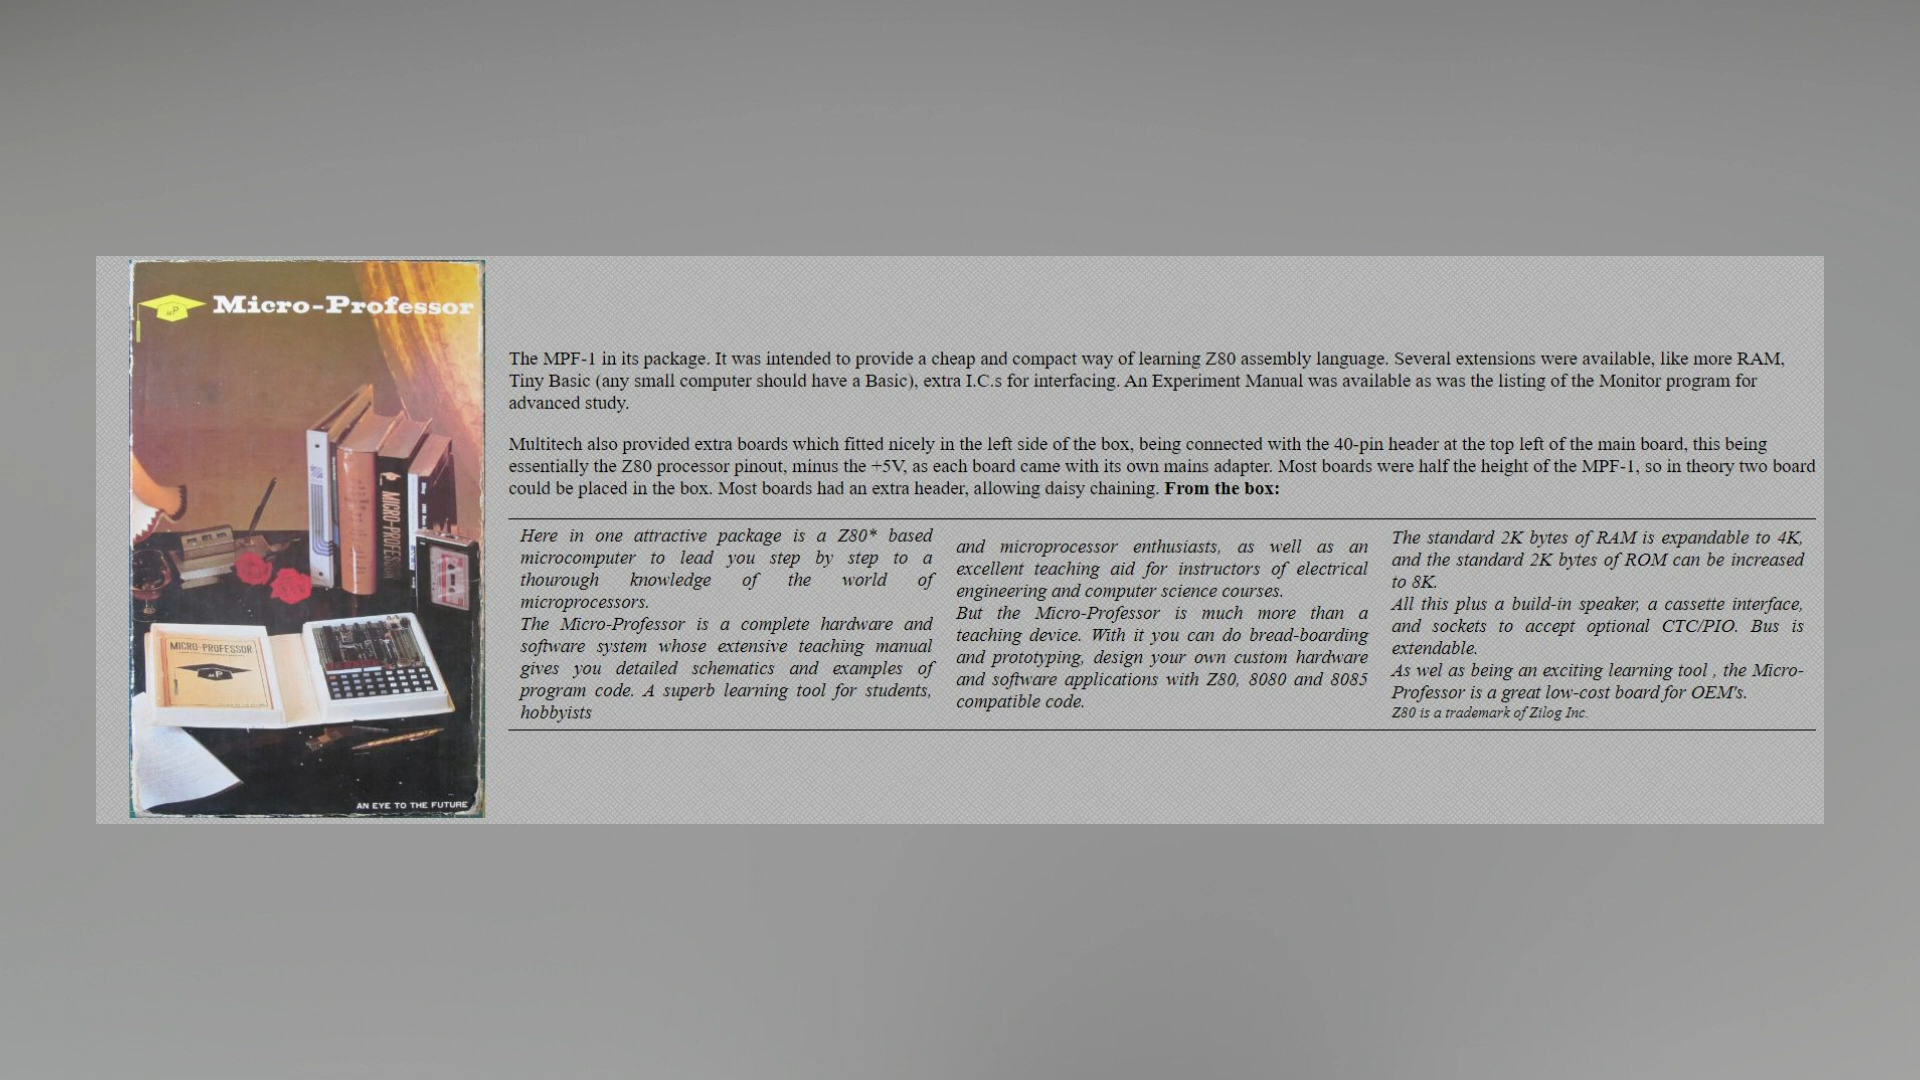 Micro-Professor
MICRO-PROFESSOR
MICRO-PROFESSOR
AN EYE TO THE FUTURE
The MPF-1 in its package. It was intended to provide a cheap and compact way of learning Z80 assembly language. Several extensions were available, like more RAM,
Tiny Basic (any small computer should have a Basic), extra I.C.s for interfacing. An Experiment Manual was available as was the listing of the Monitor program for
advanced study.
Multitech also provided extra boards which fitted nicely in the left side of the box, being connected with the 40-pin header at the top left of the main board, this being
essentially the Z80 processor pinout, minus the +5V, as each board came with its own mains adapter. Most boards were half the height of the MPF-1, so in theory two board
could be placed in the box. Most boards had an extra header, allowing daisy chaining. From the box:
Here in one attractive package is a Z80* based
microcomputer to lead you step by step to a
thourough knowledge of the world of
microprocessors.
The Micro-Professor is a complete hardware and
software system whose extensive teaching manual
gives you detailed schematics and examples of
program code. A superb learning tool for students,
hobbyists
and microprocessor enthusiasts, as well as an
excellent teaching aid for instructors of electrical
engineering and computer science courses.
But the Micro-Professor is much more than a
teaching device. With it you can do bread-boarding
and prototyping, design your own custom hardware
and software applications with Z80, 8080 and 8085
compatible code.
The standard 2K bytes of RAM is expandable to 4K,
and the standard 2K bytes of ROM can be increased
to 8K.
All this plus a build-in speaker, a cassette interface,
and sockets to accept optional CTC/PIO. Bus is
extendable.
As wel as being an exciting learning tool , the Micro-
Professor is a great low-cost board for OEM's.
Z80 is a trademark of Zilog Inc.